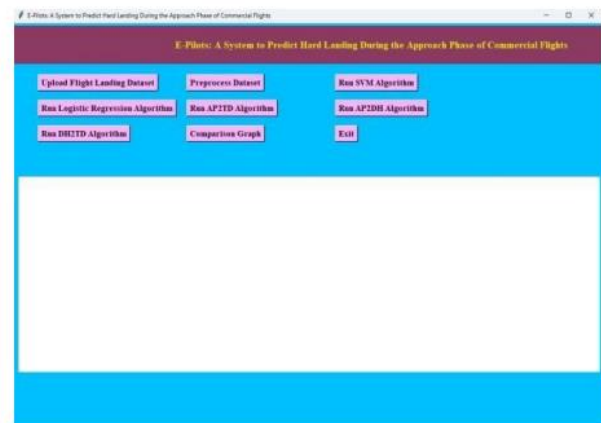 E-Pilots: A System to Predict Hard Landing During the Approach Phase of Commercial Flights
E-Pilots: A System to Predict Hard Landing During the Approach Phase of Commercial Flights
Upload Flight Landing Dataset Preprocess Dataset Run SVM Algorithm
Run Logistic Regression Algorithm Run AP2TD Algorithm Run AP2DH Algorithm
Run DH2TD Algorithm Comparison Graph Exit